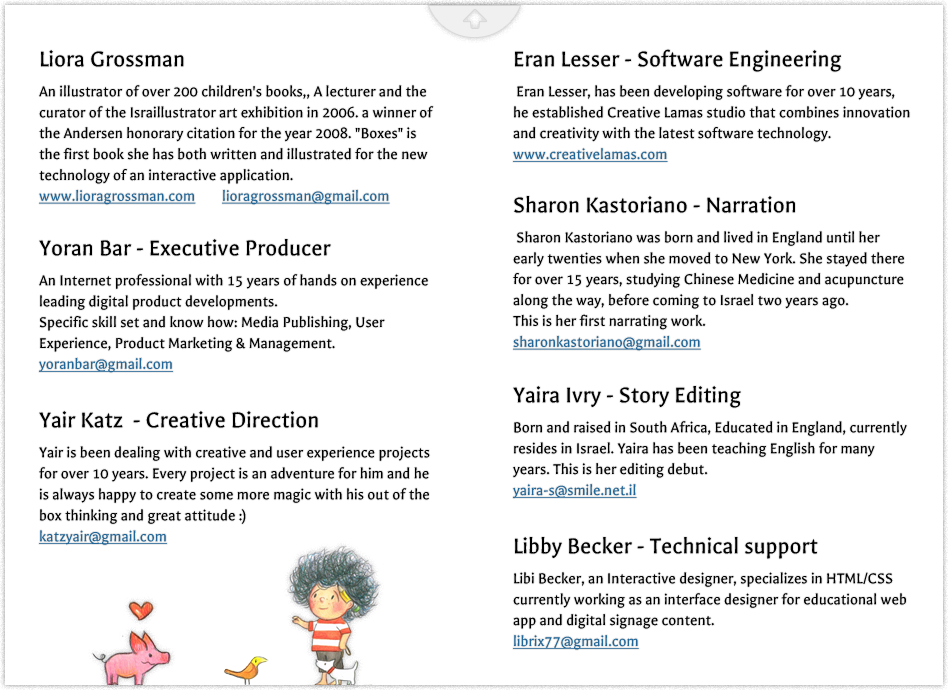 Liora Grossman
An illustrator of over 200 children's books,, A lecturer and the
curator of the Israillustrator art exhibition in 2006. a winner of
the Andersen honorary citation for the year 2008. "Boxes" is
the first book she has both written and illustrated for the new
technology of an interactive application.
www.lioragrossman.com lioragrossman@gmail.com
Yoran Bar - Executive Producer
An Internet professional with 15 years of hands on experience
leading digital product developments.
Specific skill set and know how: Media Publishing, User
Experience, Product Marketing & Management.
yoranbar@gmail.com
Yair Katz - Creative Direction
Yair is been dealing with creative and user experience projects
for over 10 years. Every project is an adventure for him and he
is always happy to create some more magic with his out of the
box thinking and great attitude :)
katzyair@gmail.com
Eran Lesser - Software Engineering
Eran Lesser, has been developing software for over 10 years,
he established Creative Lamas studio that combines innovation
and creativity with the latest software technology.
www.creativelamas.com
Sharon Kastoriano - Narration
Sharon Kastoriano was born and lived in England until her
early twenties when she moved to New York. She stayed there
for over 15 years, studying Chinese Medicine and acupuncture
along the way, before coming to Israel two years ago.
This is her first narrating work.
sharonkastoriano@gmail.com
Yaira Ivry - Story Editing
Born and raised in South Africa, Educated in England, currently
resides in Israel. Yaira has been teaching English for many
years. This is her editing debut.
yaira-s@smile.net.il
Libby Becker - Technical support
Libi Becker, an Interactive designer, specializes in HTML/CSS
currently working as an interface designer for educational web
app and digital signage content.
librix77@gmail.com